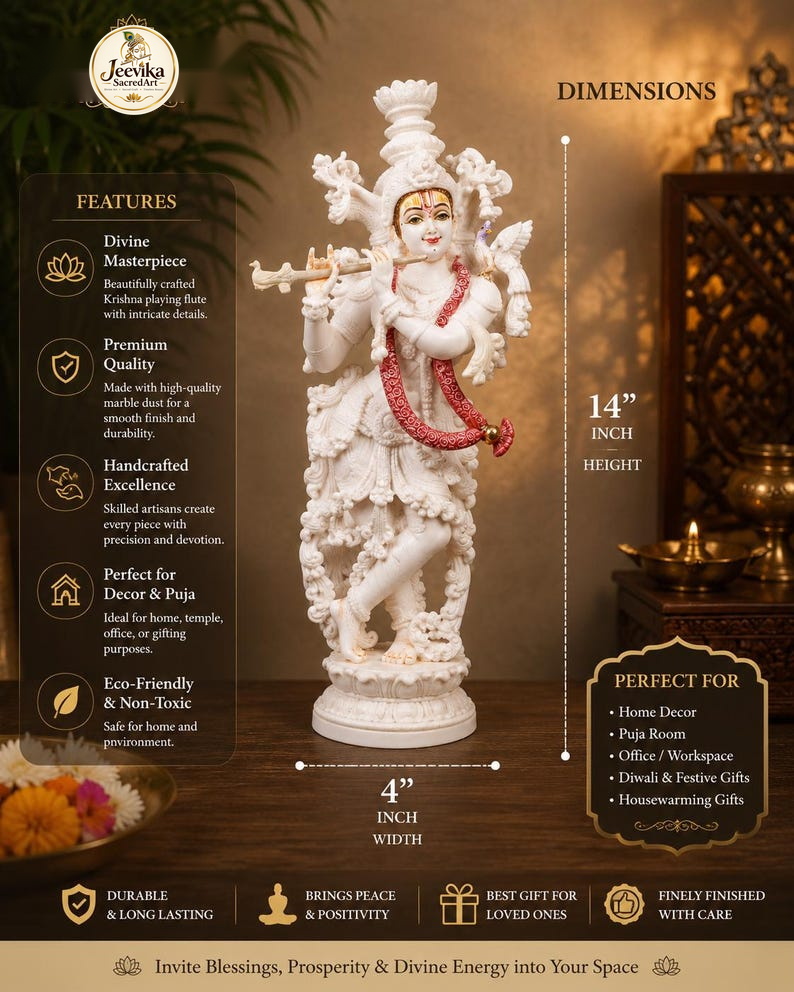 Jeevika
SacredArt
DIMENSIONS
FEATURES
Divine
Masterpiece
Beautifully crafted
Krishna playing flute
with intricate details.
Premium
Quality
Made with high-quality
marble dust for a
smooth finish and
durability.
Handcrafted
Excellence
Skilled artisans create
every piece with
precision and devotion.
Perfect for
Decor & Puja
Ideal for home, temple,
office, or gifting
purposes.
Eco-Friendly
& Non-Toxic
Safe for home and
pnvironment.
14”
INCH
HEIGHT
4”
INCH
WIDTH
PERFECT FOR
• Home Decor
• Puja Room
• Office / Workspace
• Diwali & Festive Gifts
• Housewarming Gifts
DURABLE
& LONG LASTING
BRINGS PEACE
& POSITIVITY
BEST GIFT FOR
LOVED ONES
FINELY FINISHED
WITH CARE
Invite Blessings, Prosperity & Divine Energy into Your Space